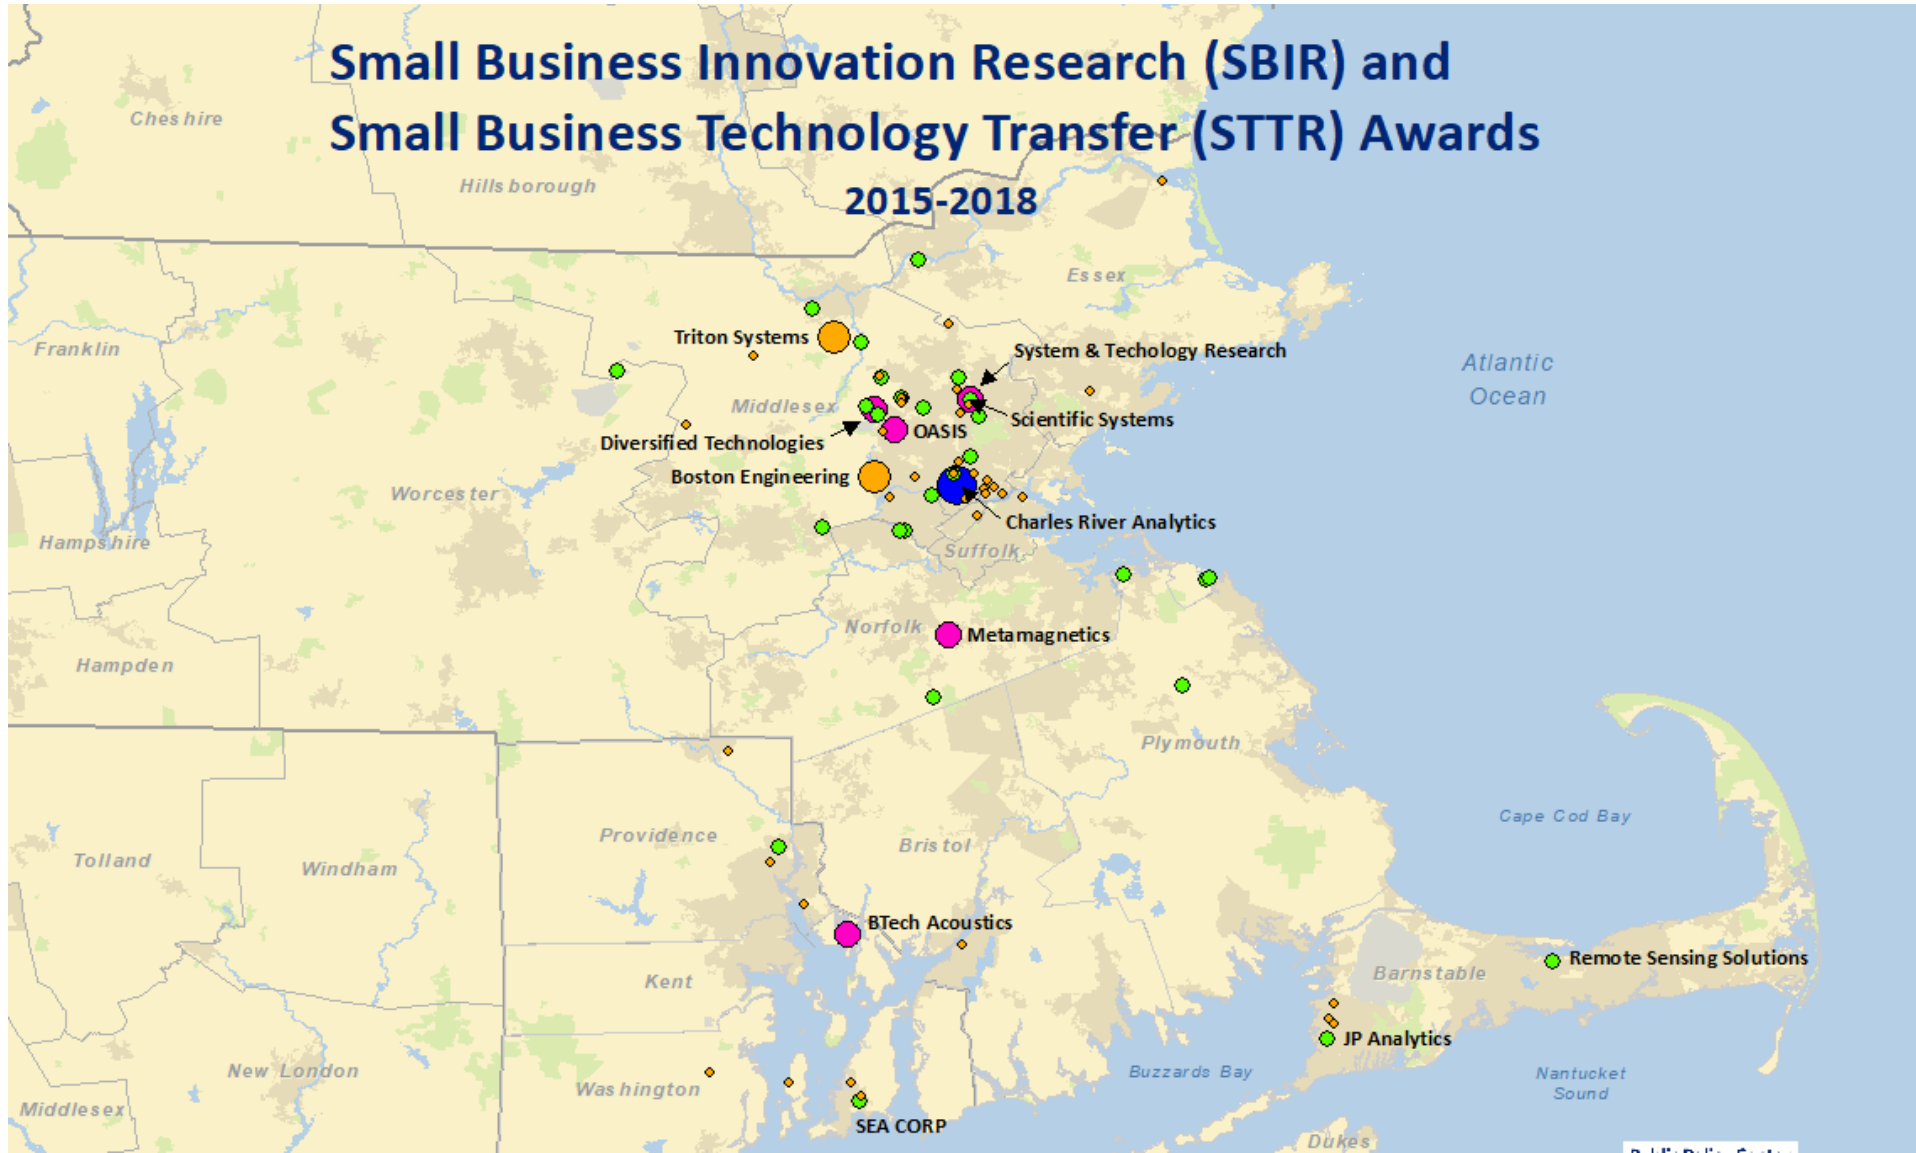 Small Business Innovation Research (SBIR) and
Small Business Technology Transfer (STTR) Awards
2015-2018
Cheshire
Hillsborough
Essex
Franklin
Triton Systems
System & Techology Research
Atlantic
Ocean
Middlesex
Scientific Systems
OASIS
Diversified Technologies
Boston Engineering
Worcester
Charles River Analytics
Hampshire
Suffolk
Norfolk
Metamagnetics
Hampden
Plymouth
Cape Cod Bay
Providence
Bristol
Tolland
Windham
BTech Acoustics
Remote Sensing Solutions
Barnstable
Kent
JP Analytics
New London
Washington
Buzzards Bay
Nantucket
Sound
Middlesex
SEA CORP
Dukes